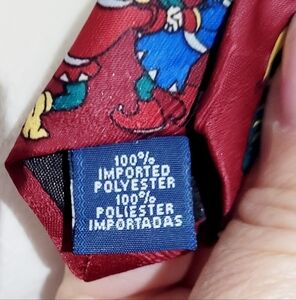 100%
IMPORTED
POLYESTER
100%
POLIESTER
IMPORTADAS